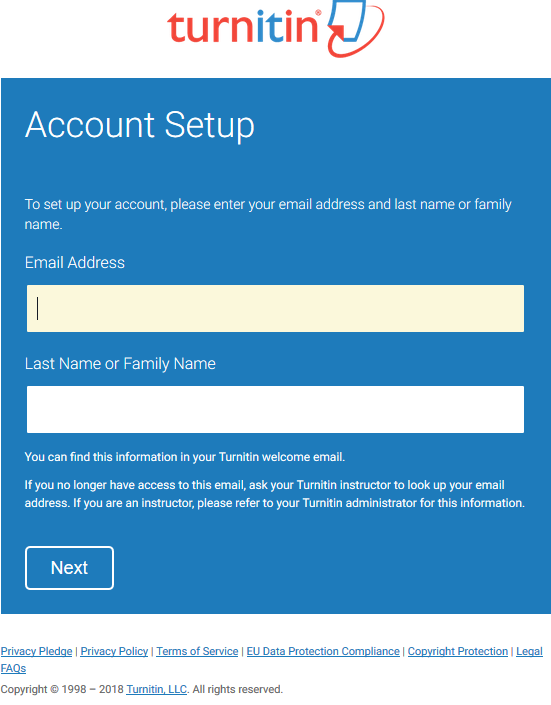 turnitin®
Account Setup
To set up your account, please enter your email address and last name or family
name.
Email Address
Last Name or Family Name
You can find this information in your Turnitin welcome email.
If you no longer have access to this email, ask your Turnitin instructor to look up your email
address. If you are an instructor, please refer to your Turnitin administrator for this information.
Next
Privacy Pledge | Privacy Policy | Terms of Service | EU Data Protection Compliance | Copyright Protection | Legal
FAQs
Copyright © 1998 – 2018 Turnitin, LLC. All rights reserved.